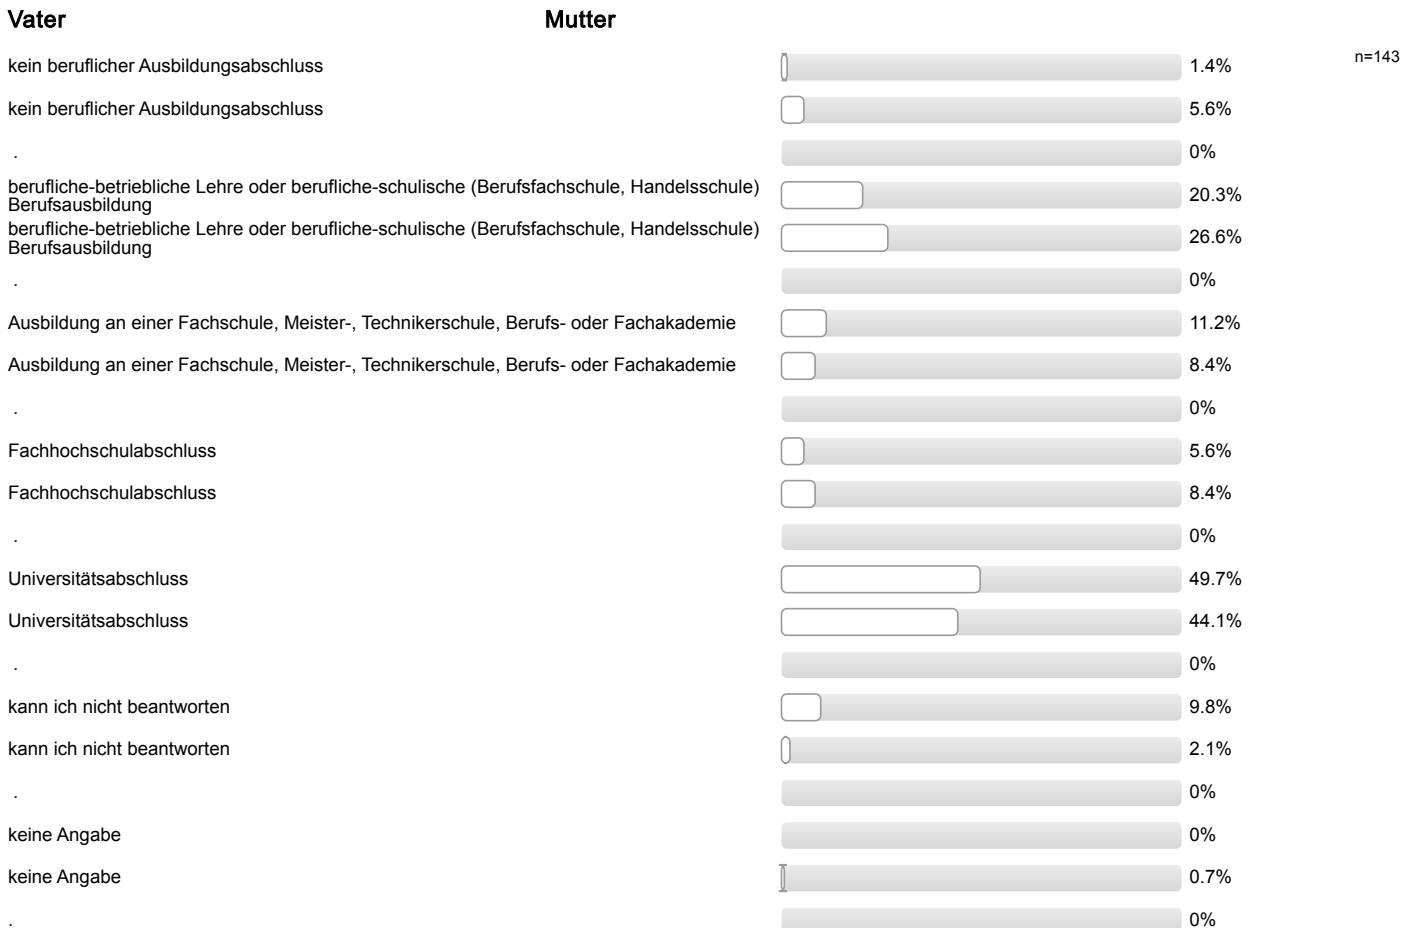 Vater Mutter
kein beruflicher Ausbildungsabschluss 1.4% n=143
kein beruflicher Ausbildungsabschluss 5.6%
. 0%
berufliche-betriebliche Lehre oder berufliche-schulische (Berufsfachschule, Handelsschule)
Berufsausbildung 20.3%
berufliche-betriebliche Lehre oder berufliche-schulische (Berufsfachschule, Handelsschule)
Berufsausbildung 26.6%
. 0%
Ausbildung an einer Fachschule, Meister-, Technikerschule, Berufs- oder Fachakademie 11.2%
Ausbildung an einer Fachschule, Meister-, Technikerschule, Berufs- oder Fachakademie 8.4%
. 0%
Fachhochschulabschluss 5.6%
Fachhochschulabschluss 8.4%
. 0%
Universitätsabschluss 49.7%
Universitätsabschluss 44.1%
. 0%
kann ich nicht beantworten 9.8%
kann ich nicht beantworten 2.1%
. 0%
keine Angabe 0%
keine Angabe 0.7%
. 0%